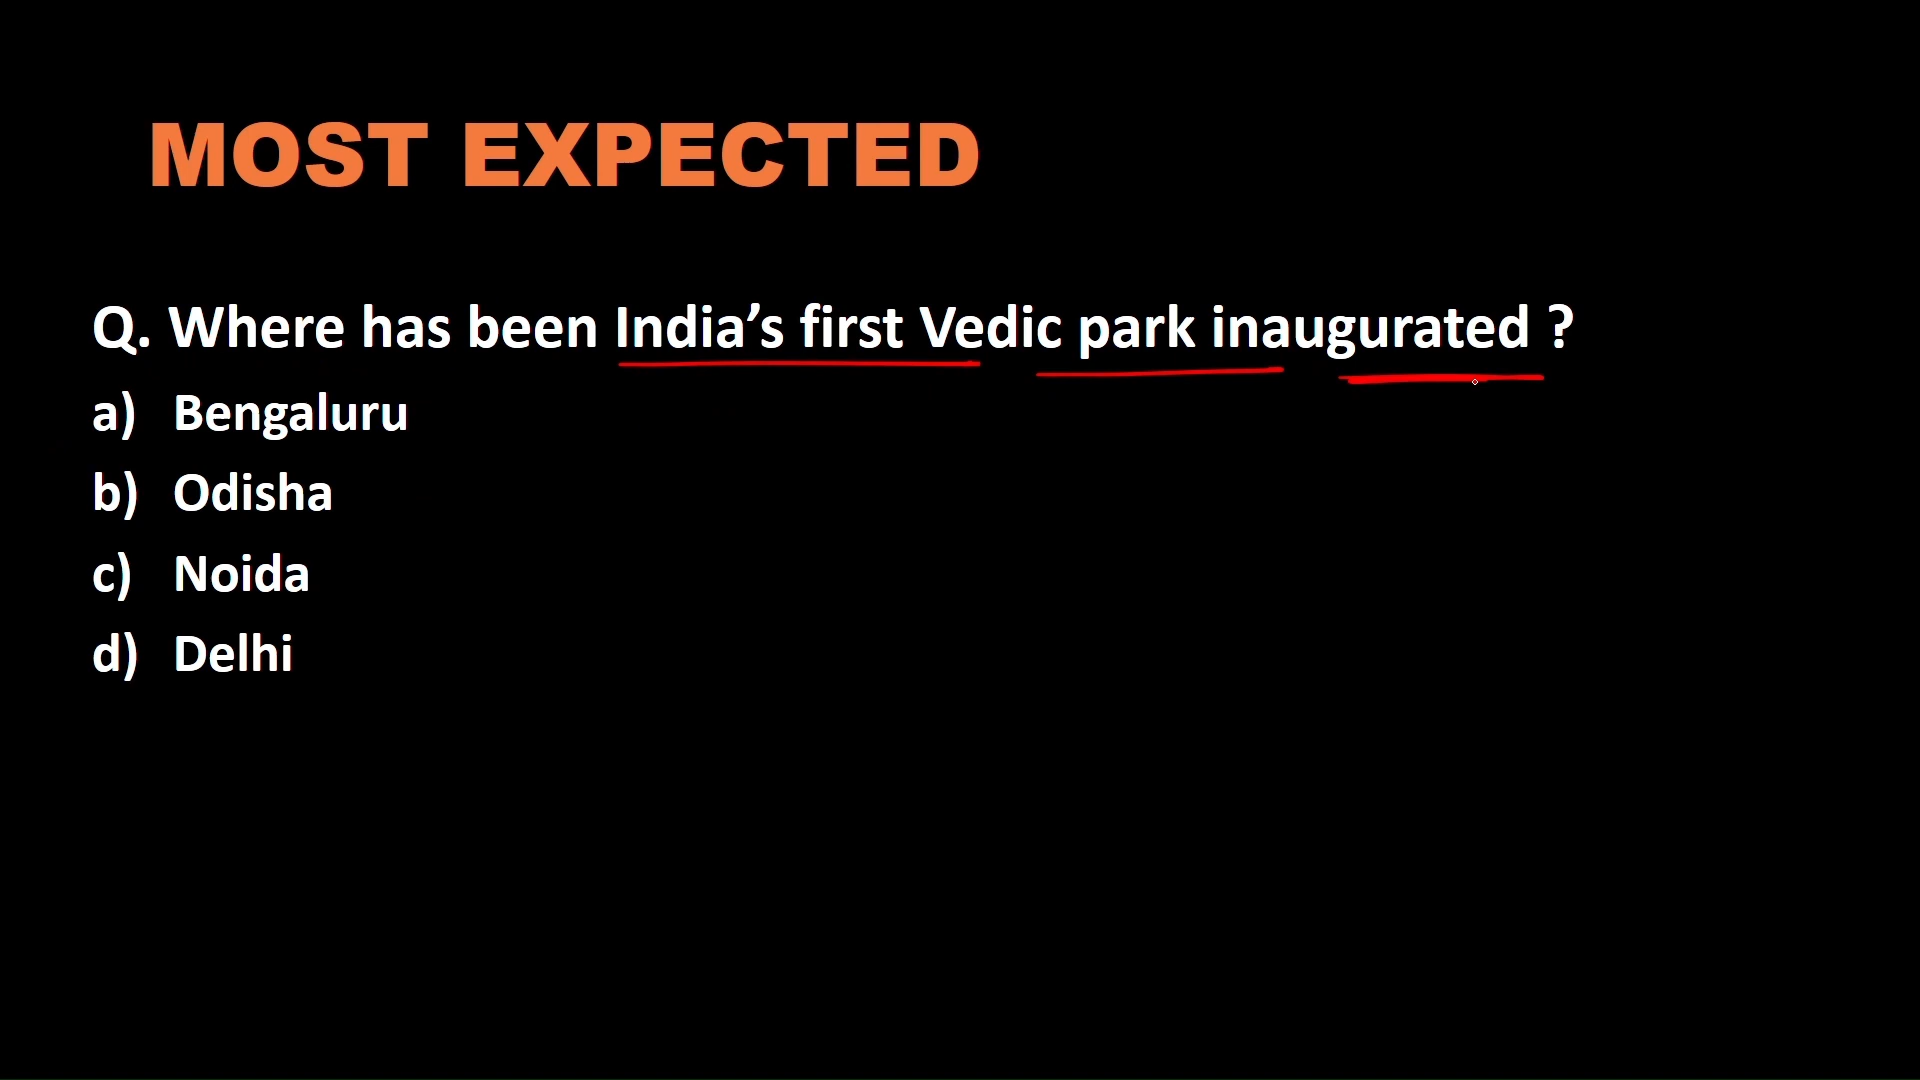 MOST EXPECTED
Q. Where has been India’s first Vedic park inaugurated ?
a) Bengaluru
b) Odisha
c) Noida
d) Delhi